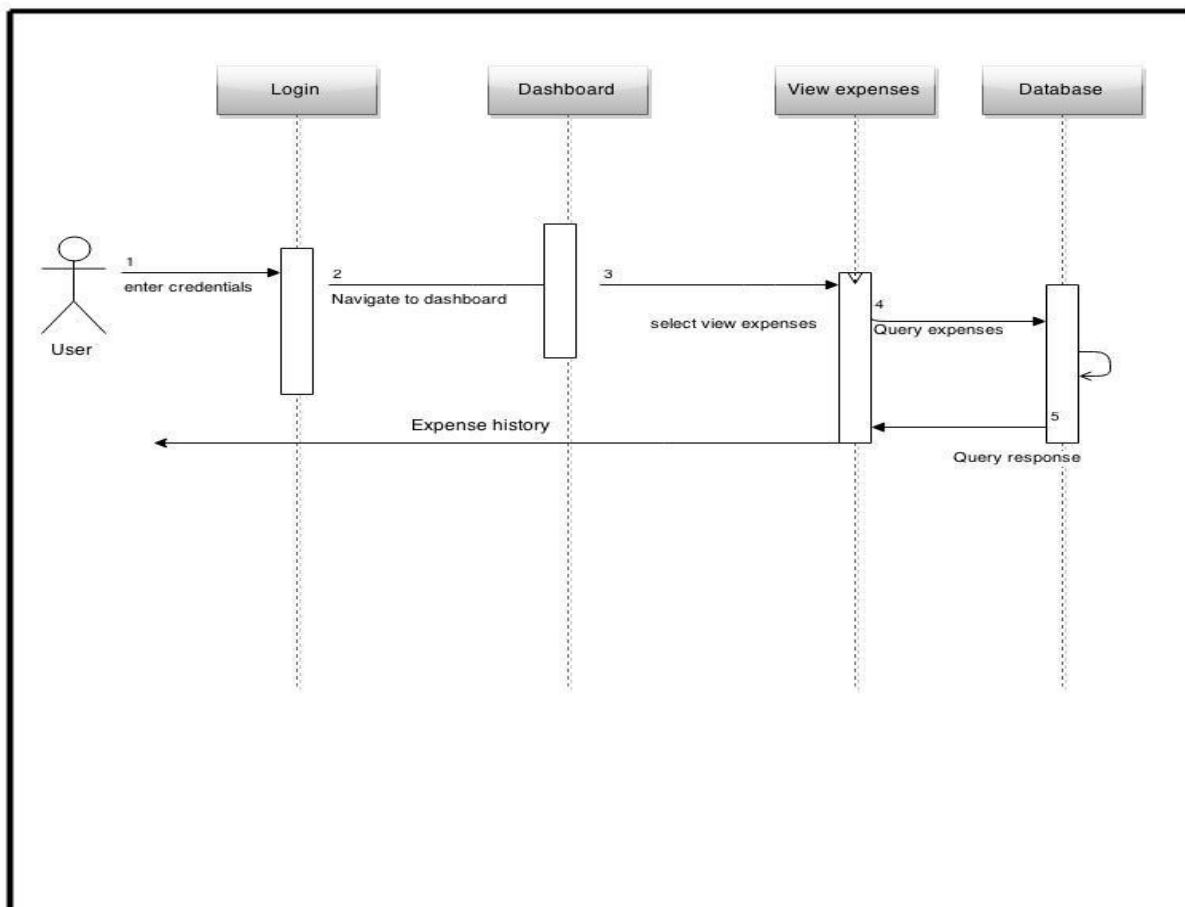 Login
Dashboard
View expenses
Database
1
enter credentials
2
Navigate to dashboard
3
select view expenses
4
Query expenses
User
5
Expense history
Query response